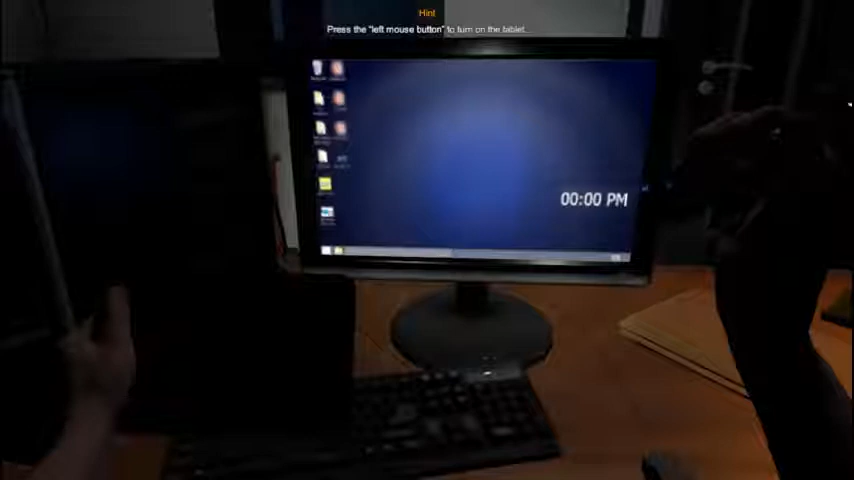 Hint
Press the "left mouse button" to turn on the tablet.
00:00 PM